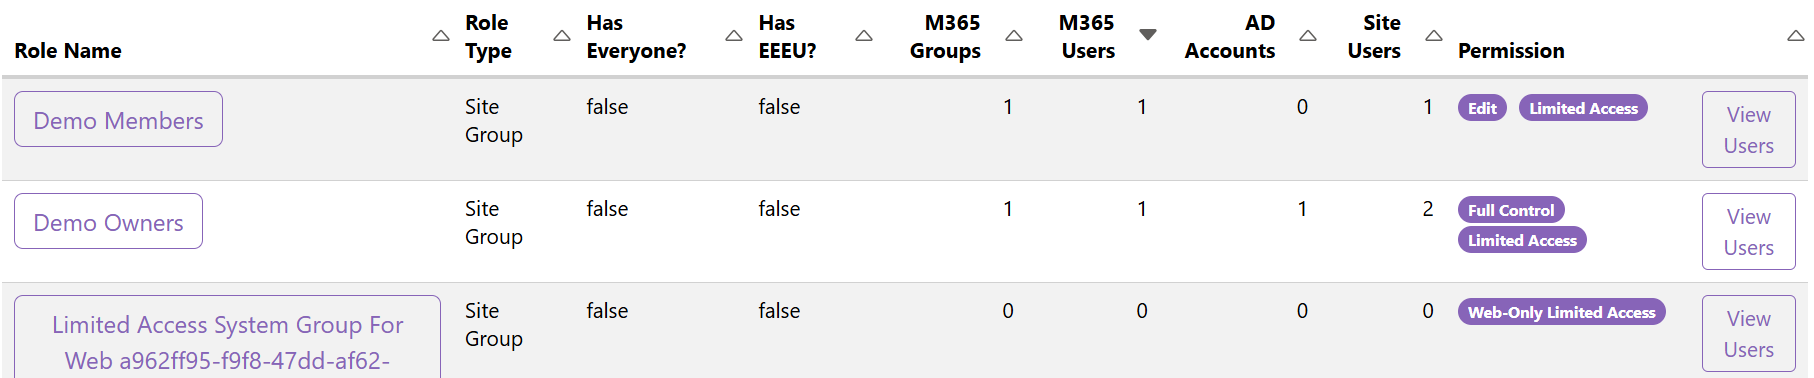 Role Name
Role Type
Has Everyone?
Has EEEU?
M365 Groups
M365 Users
AD Accounts
Site Users
Permission
Demo Members
Site Group
false
false
1
1
0
1
Edit
Limited Access
View Users
Demo Owners
Site Group
false
false
1
1
1
2
Full Control
Limited Access
View Users
Limited Access System Group For
Web a962ff95-f9f8-47dd-af62-
Site Group
false
false
0
0
0
0
Web-Only Limited Access
View Users